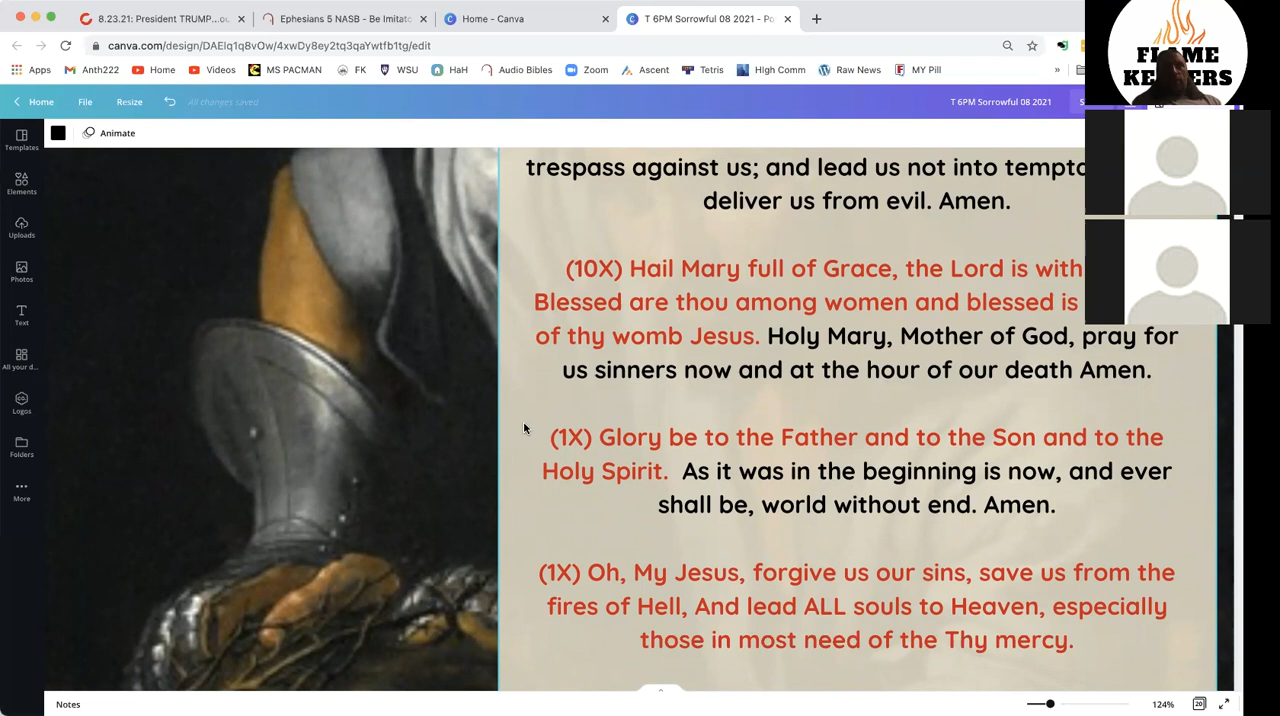 8.23.21: President TRUMP...ou
Ephesians 5 NASB - Be Imitato
Home - Canva
T 6PM Sorrowful 08 2021 - Po
canva.com/design/DAElq1q8vOw/4xwDy8ey2tq3qaYwtfb1tg/edit
Apps Anth222 Home Videos MS PACMAN FK WSU HaH Audio Bibles Zoom Ascent Tetris High Comm Raw News MY Pill »
Home File Resize All changes saved T 6PM Sorrowful 08 2021 S
Animate
Templates
Elements
Uploads
Photos
Text
All your d...
Logos
Folders
More
trespass against us; and lead us not into tempta
deliver us from evil. Amen.
(10X) Hail Mary full of Grace, the Lord is with
Blessed are thou among women and blessed is
of thy womb Jesus. Holy Mary, Mother of God, pray for
us sinners now and at the hour of our death Amen.
(1X) Glory be to the Father and to the Son and to the
Holy Spirit. As it was in the beginning is now, and ever
shall be, world without end. Amen.
(1X) Oh, My Jesus, forgive us our sins, save us from the
fires of Hell, And lead ALL souls to Heaven, especially
those in most need of the Thy mercy.
Notes 124% 20
FLAME
KEEPERS